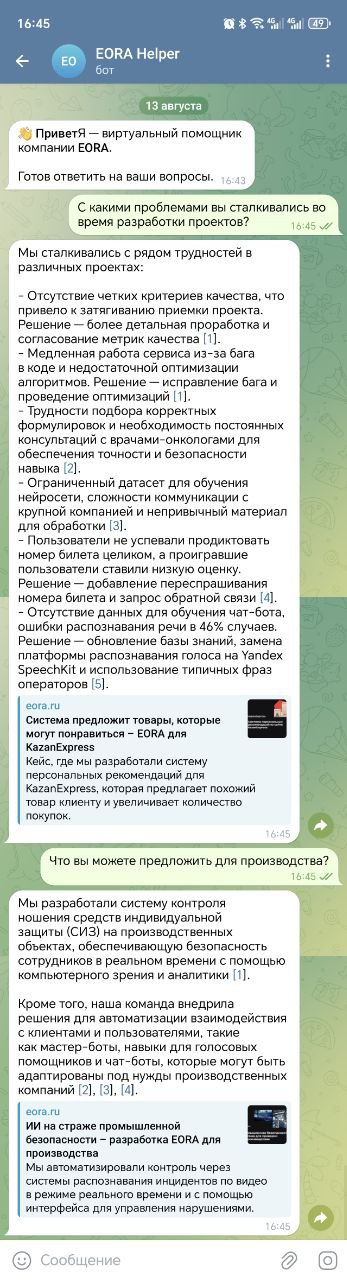 16:45
4G 4G 49
EO
EORA Helper
бот
13 августа
👋 ПриветЯ — виртуальный помощник
компании EORA.
Готов ответить на ваши вопросы. 16:43
С какими проблемами вы сталкивались во
время разработки проектов?
16:45
Мы сталкивались с рядом трудностей в
различных проектах:
- Отсутствие четких критериев качества, что
привело к затягиванию приемки проекта.
Решение — более детальная проработка и
согласование метрик качества [1].
- Медленная работа сервиса из-за бага
в коде и недостаточной оптимизации
алгоритмов. Решение — исправление бага и
проведение оптимизаций [1].
- Трудности подбора корректных
формулировок и необходимость постоянных
консультаций с врачами-онкологами для
обеспечения точности и безопасности
навыка [2].
- Ограниченный датасет для обучения
нейросети, сложности коммуникации с
крупной компанией и непривычный материал
для обработки [3].
- Пользователи не успевали продиктовать
номер билета целиком, а проигравшие
пользователи ставили низкую оценку.
Решение — добавление переспрашивания
номера билета и запрос обратной связи [4].
- Отсутствие данных для обучения чат-бота,
ошибки распознавания речи в 46% случаев.
Решение — обновление базы знаний, замена
платформы распознавания голоса на Yandex
SpeechKit и использование типичных фраз
операторов [5].
eora.ru
Система предложит товары, которые
могут понравиться – EORA для
KazanExpress
Кейс, где мы разработали систему
персональных рекомендаций для
KazanExpress, которая предлагает похожий
товар клиенту и увеличивает количество
покупок.
16:45
Что вы можете предложить для производства?
16:45
Мы разработали систему контроля
ношения средств индивидуальной
защиты (СИЗ) на производственных
объектах, обеспечивающую безопасность
сотрудников в реальном времени с помощью
компьютерного зрения и аналитики [1].
Кроме того, наша команда внедрила
решения для автоматизации взаимодействия
с клиентами и пользователями, такие
как мастер-боты, навыки для голосовых
помощников и чат-боты, которые могут быть
адаптированы под нужды производственных
компаний [2], [3], [4].
eora.ru
ИИ на страже промышленной
безопасности – разработка EORA для
производства
Мы автоматизировали контроль через
системы распознавания инцидентов по видео
в режиме реального времени и с помощью
интерфейса для управления нарушениями.
16:45
Сообщение